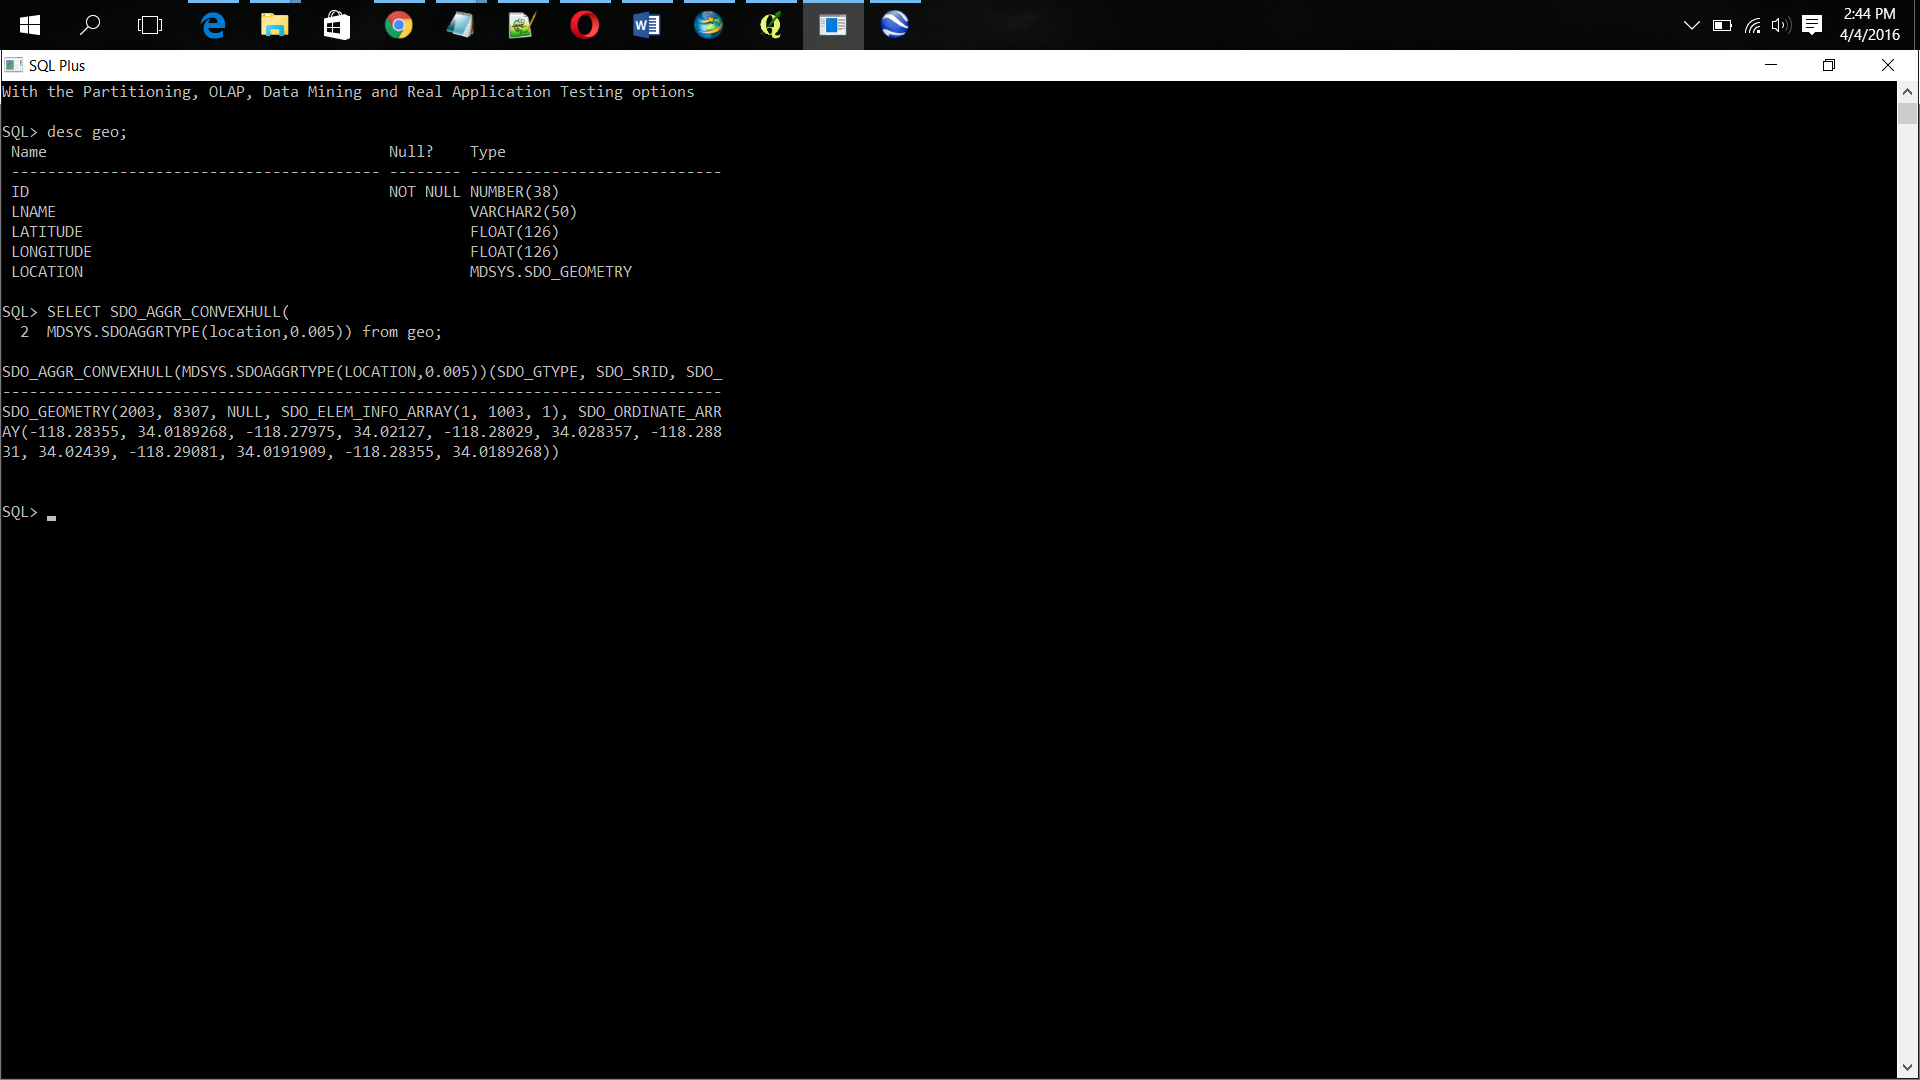 2:44 PM
4/4/2016
SQL Plus
With the Partitioning, OLAP, Data Mining and Real Application Testing options
SQL> desc geo;
 Name                                      Null?    Type
 ----------------------------------------- -------- ----------------------------
 ID                                        NOT NULL NUMBER(38)
 LNAME                                              VARCHAR2(50)
 LATITUDE                                           FLOAT(126)
 LONGITUDE                                          FLOAT(126)
 LOCATION                                           MDSYS.SDO_GEOMETRY
SQL> SELECT SDO_AGGR_CONVEXHULL(
  2  MDSYS.SDOAGGRTYPE(location,0.005)) from geo;
SDO_AGGR_CONVEXHULL(MDSYS.SDOAGGRTYPE(LOCATION,0.005))(SDO_GTYPE, SDO_SRID, SDO_
--------------------------------------------------------------------------------
SDO_GEOMETRY(2003, 8307, NULL, SDO_ELEM_INFO_ARRAY(1, 1003, 1), SDO_ORDINATE_ARR
AY(-118.28355, 34.0189268, -118.27975, 34.02127, -118.28029, 34.028357, -118.288
31, 34.02439, -118.29081, 34.0191909, -118.28355, 34.0189268))
SQL>